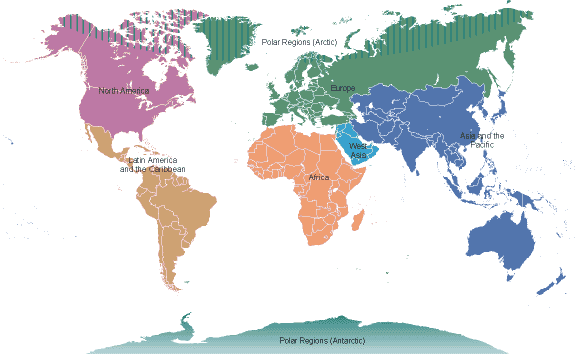 Polar Regions (Arctic)
North America
Europe
Asia and the
Pacific
West
Asia
Latin America
and the Caribbean
Africa
Polar Regions (Antarctic)